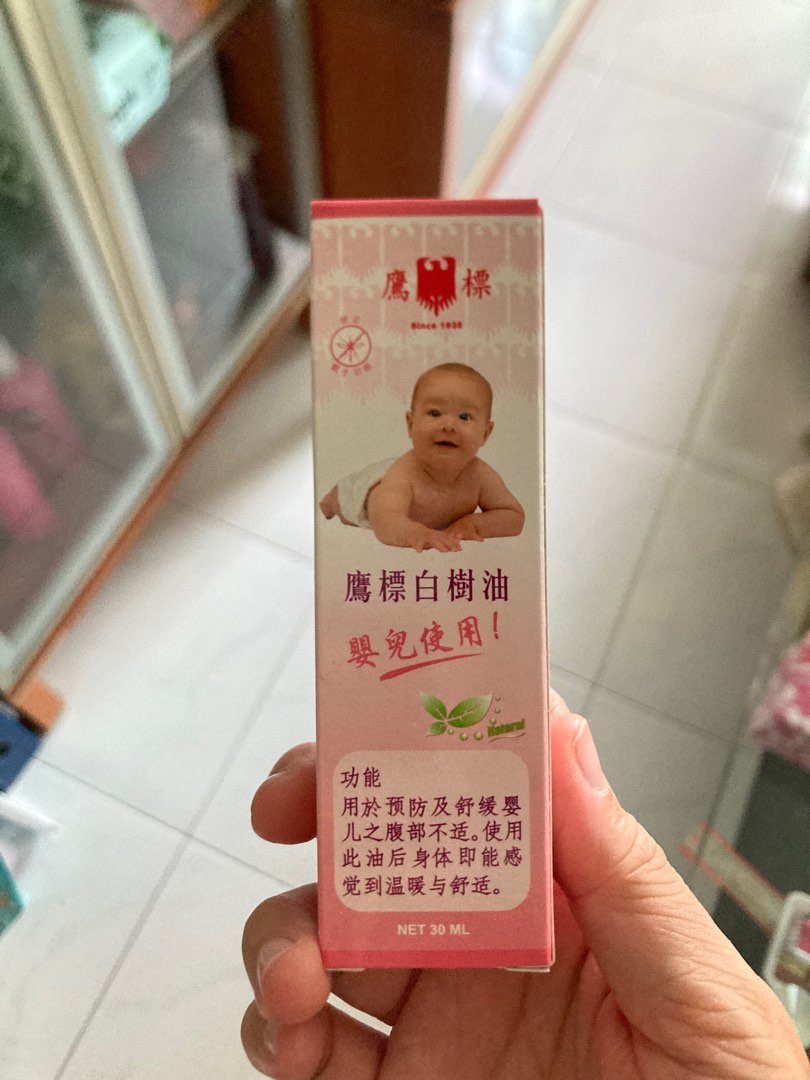 鷹 標
Since 1935
鷹標白樹油
嬰兒使用!
Natural
功能
用於预防及舒缓婴
儿之腹部不适。使用
此油后身体即能感
觉到温暖与舒适。
NET 30 ML